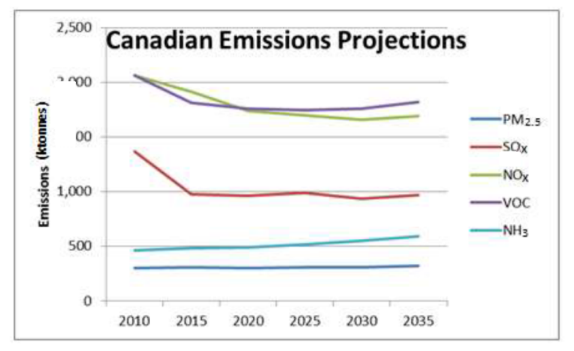 2,500
Canadian Emissions Projections
00
1,000
500
0
Emissions (ktonnes)
2010 2015 2020 2025 2030 2035
PM2.5
SOx
NOx
VOC
NH3